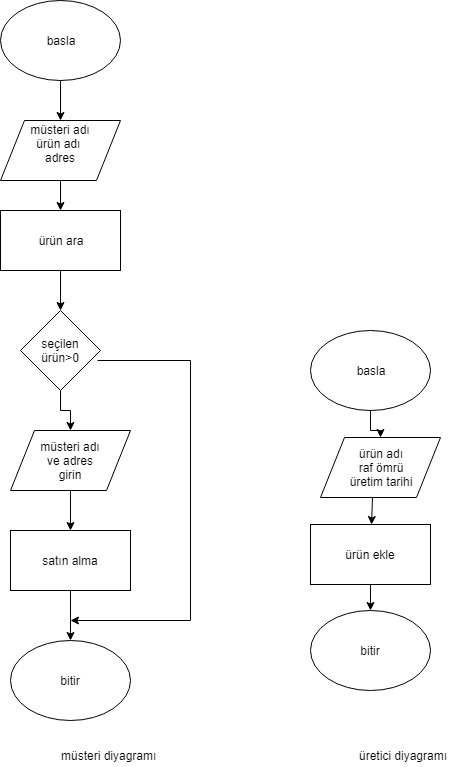 basla
müsteri adı
ürün adı
adres
ürün ara
seçilen
ürün>0
müsteri adı
ve adres
girin
satın alma
bitir
müsteri diyagramı
basla
ürün adı
raf ömrü
üretim tarihi
ürün ekle
bitir
üretici diyagramı